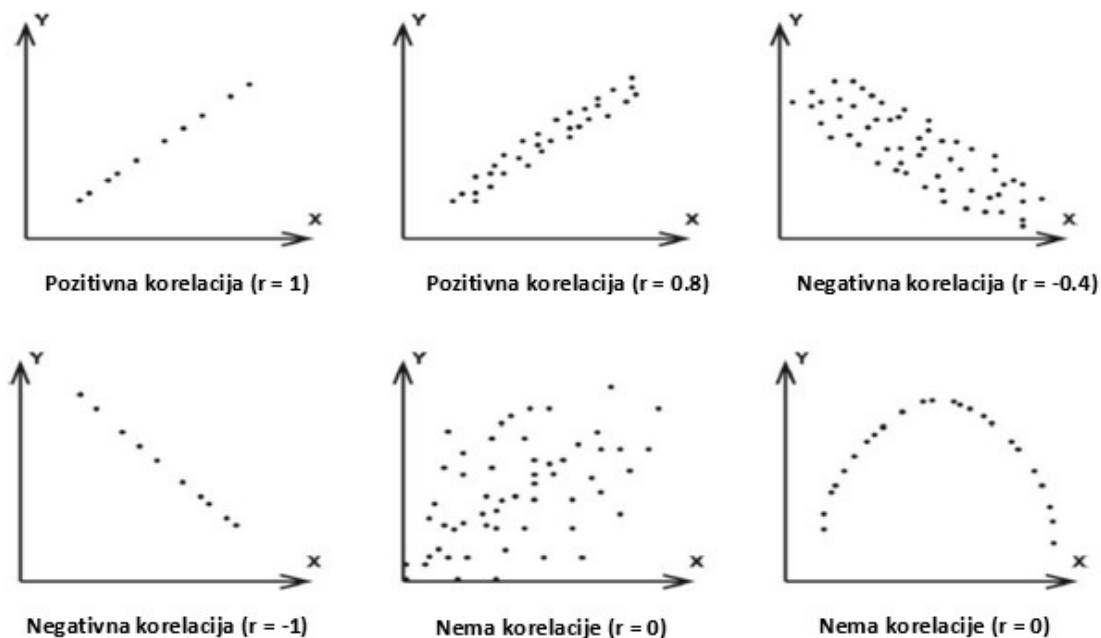 Y
X
Pozitivna korelacija (r = 1)
Y
X
Pozitivna korelacija (r = 0.8)
Y
X
Negativna korelacija (r = -0.4)
Y
X
Negativna korelacija (r = -1)
Y
X
Nema korelacije (r = 0)
Y
X
Nema korelacije (r = 0)